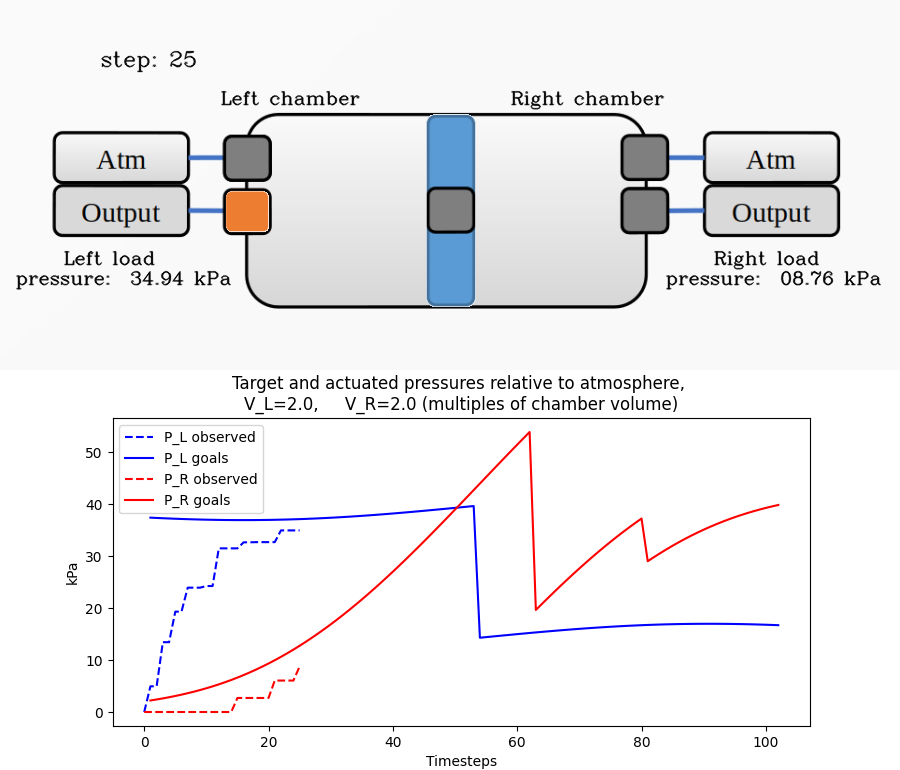 step: 25
Left chamber
Right chamber
Atm
Atm
Output
Output
Left load
pressure: 34.94 kPa
Right load
pressure: 08.76 kPa
Target and actuated pressures relative to atmosphere,
V_L=2.0, V_R=2.0 (multiples of chamber volume)
P_L observed
P_L goals
P_R observed
P_R goals
kPa
50
40
30
20
10
0
0
20
40
60
80
100
Timesteps